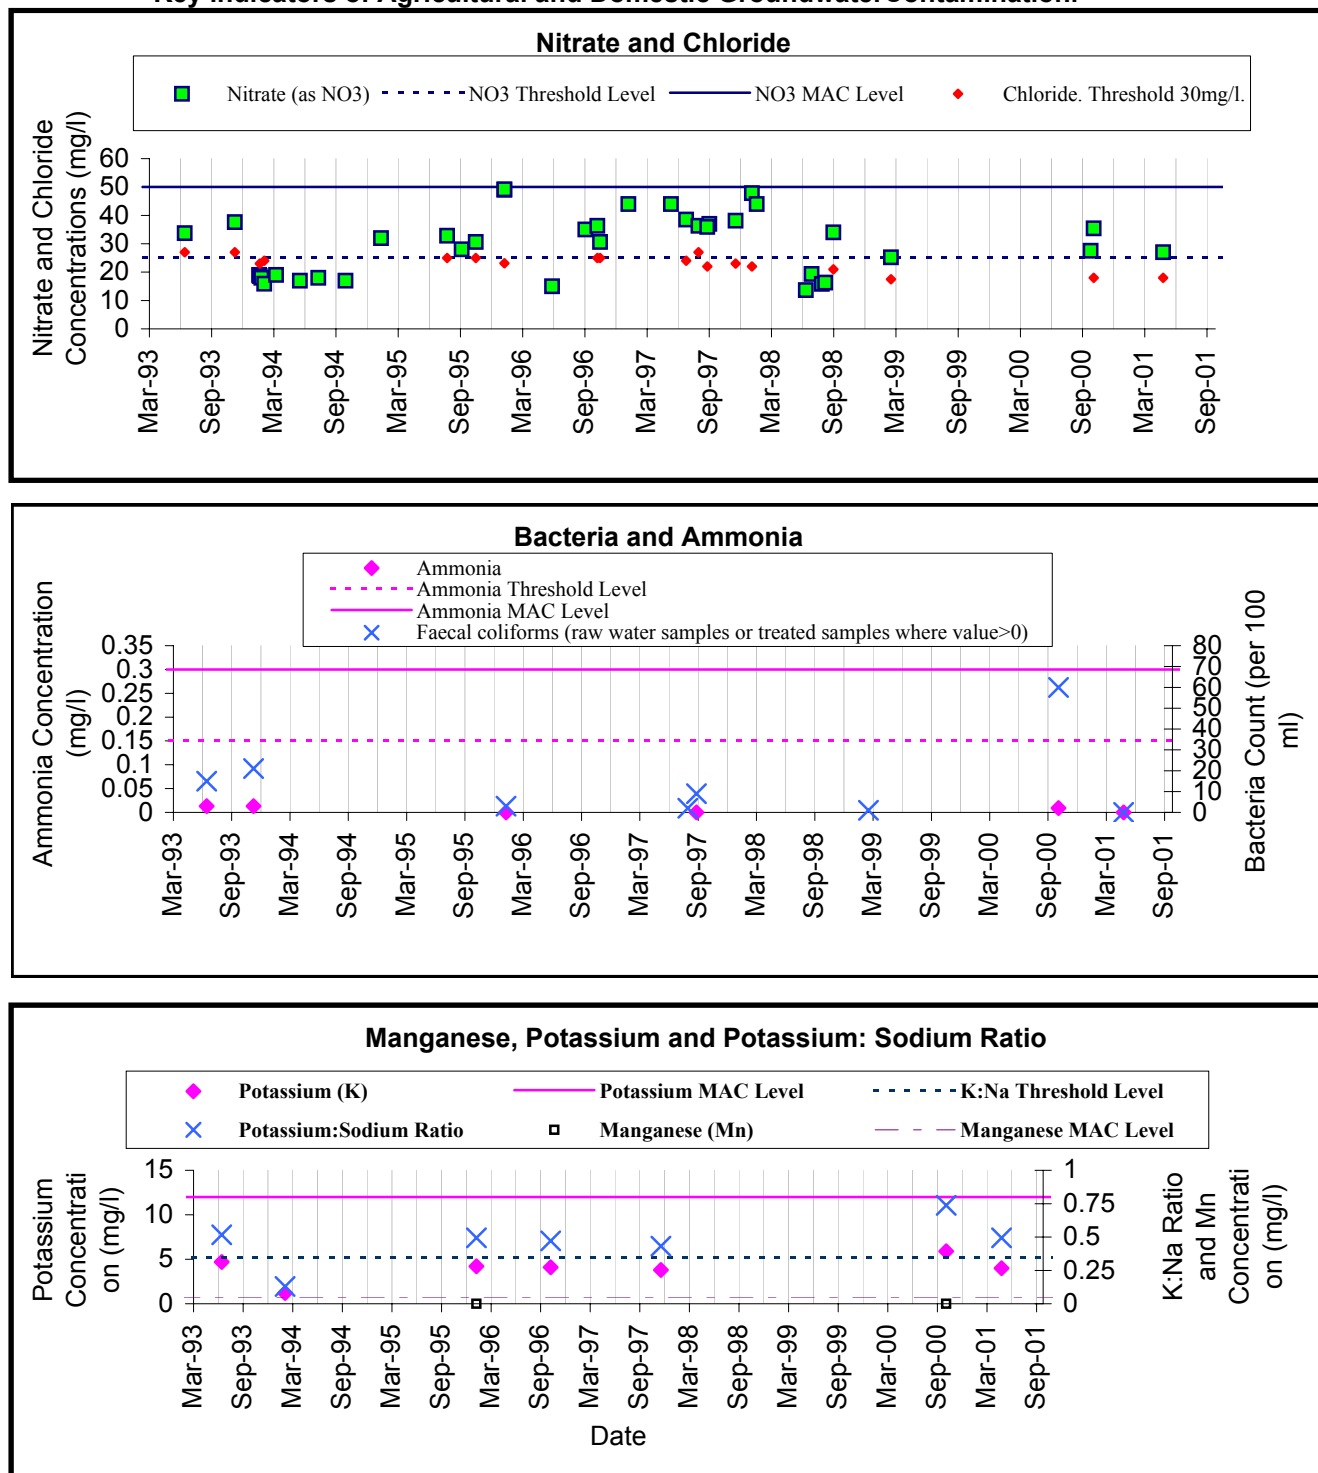 Key Indicators of Agricultural and Domestic Groundwater Contamination.
Nitrate and Chloride
Nitrate (as NO3)
NO3 Threshold Level
NO3 MAC Level
Chloride. Threshold 30mg/l.
Nitrate and Chloride
Concentrations (mg/l)
60
50
40
30
20
10
0
Mar-93
Sep-93
Mar-94
Sep-94
Mar-95
Sep-95
Mar-96
Sep-96
Mar-97
Sep-97
Mar-98
Sep-98
Mar-99
Sep-99
Mar-00
Sep-00
Mar-01
Sep-01
Bacteria and Ammonia
Ammonia
Ammonia Threshold Level
Ammonia MAC Level
Faecal coliforms (raw water samples or treated samples where value>0)
Ammonia Concentration
(mg/l)
0.35
0.3
0.25
0.2
0.15
0.1
0.05
0
80
70
60
50
40
30
20
10
0
Bacteria Count (per 100
ml)
Mar-93
Sep-93
Mar-94
Sep-94
Mar-95
Sep-95
Mar-96
Sep-96
Mar-97
Sep-97
Mar-98
Sep-98
Mar-99
Sep-99
Mar-00
Sep-00
Mar-01
Sep-01
Manganese, Potassium and Potassium: Sodium Ratio
Potassium (K)
Potassium MAC Level
K:Na Threshold Level
Potassium:Sodium Ratio
Manganese (Mn)
Manganese MAC Level
Potassium
Concentrati
on (mg/l)
15
10
5
0
1
0.75
0.5
0.25
0
K:Na Ratio
and Mn
Concentrati
on (mg/l)
Mar-93
Sep-93
Mar-94
Sep-94
Mar-95
Sep-95
Mar-96
Sep-96
Mar-97
Sep-97
Mar-98
Sep-98
Mar-99
Sep-99
Mar-00
Sep-00
Mar-01
Sep-01
Date